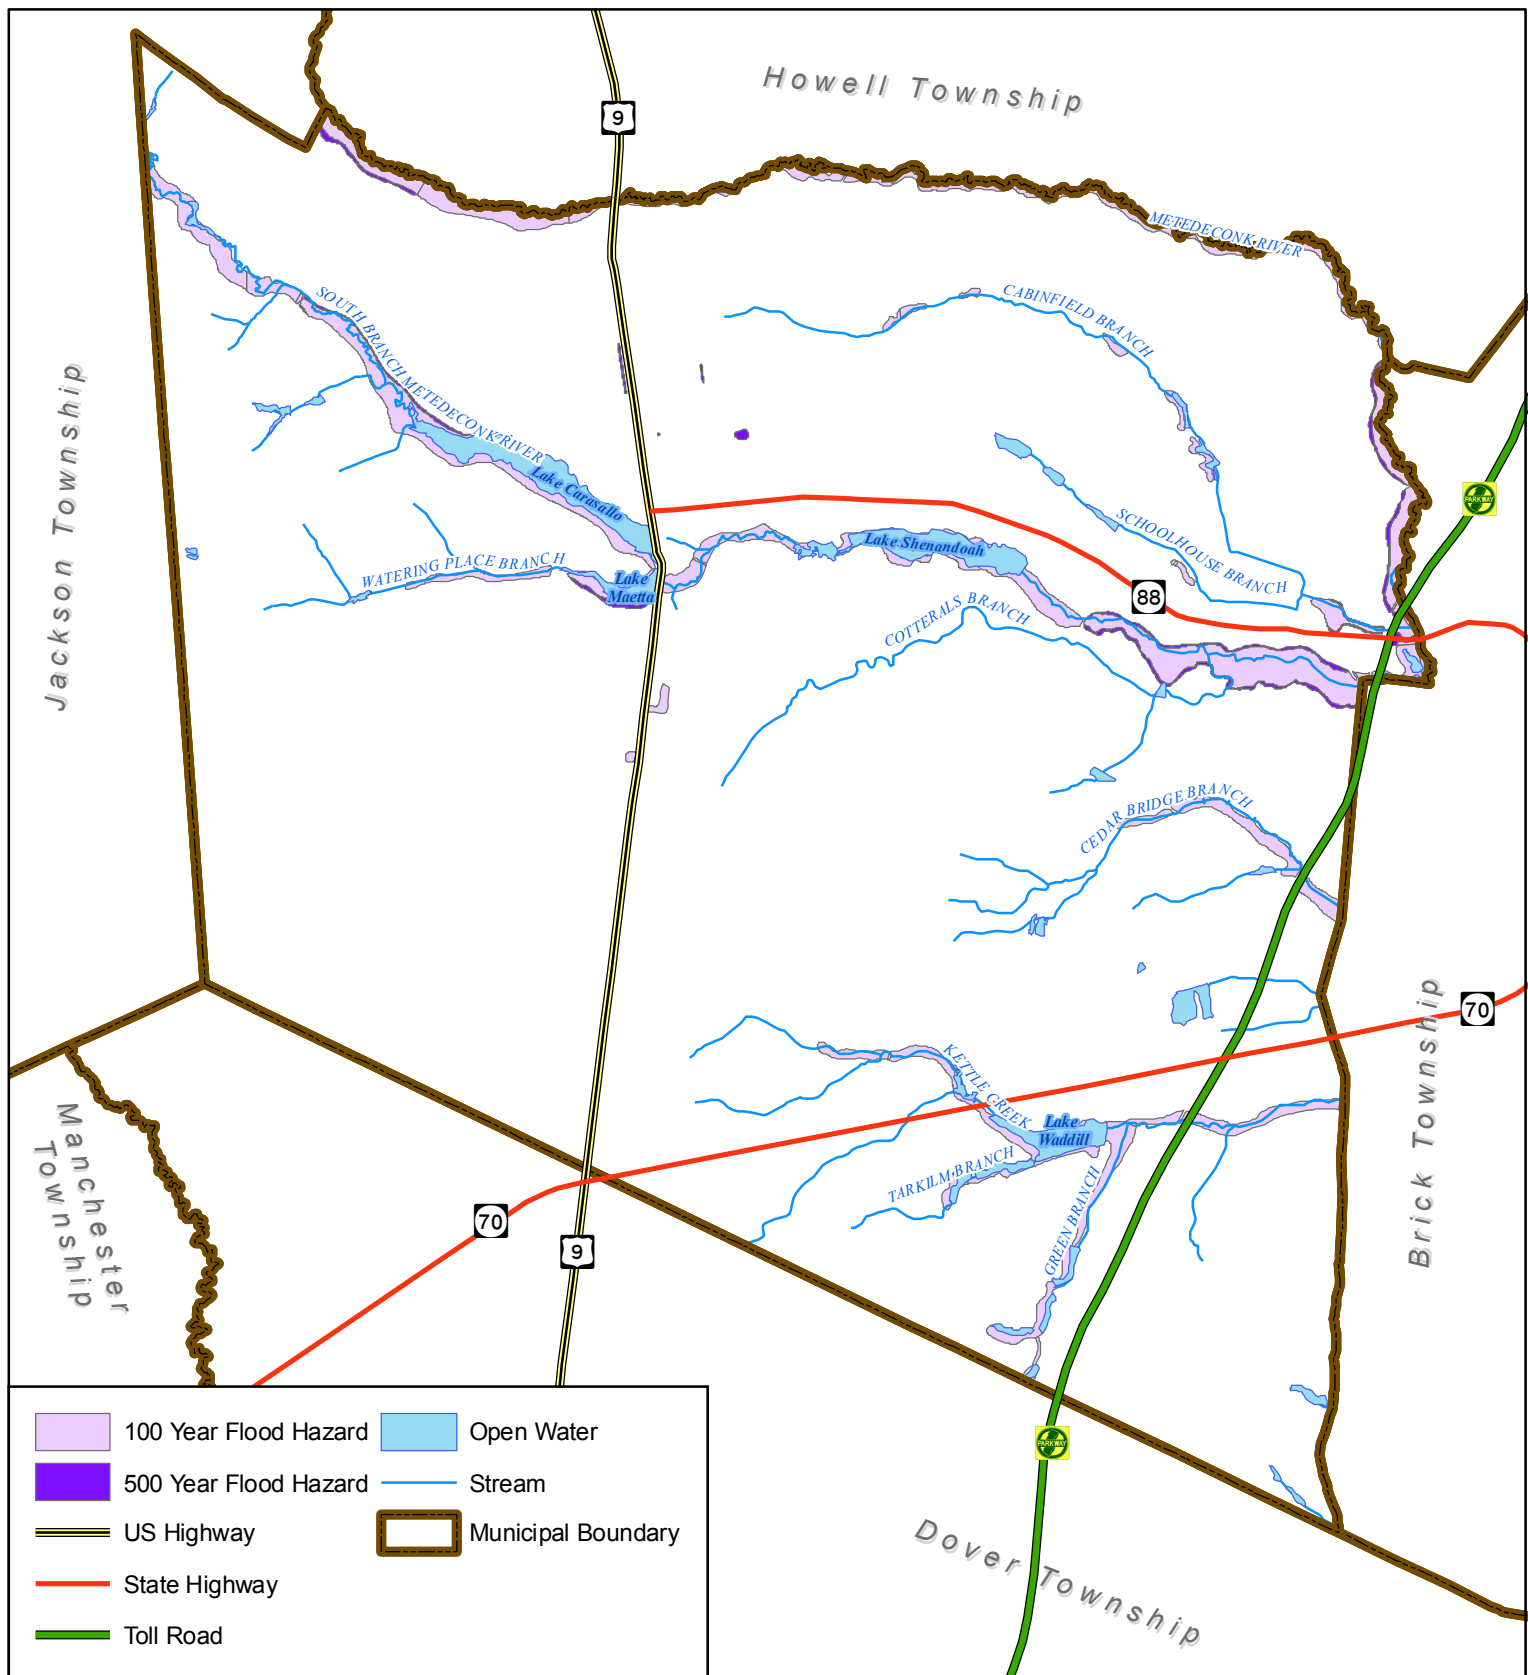 Howell Township
9
METEDECONK RIVER
CABINFIELD BRANCH
SOUTH BRANCH METEDECONK RIVER
Jackson Township
Lake Carasaljo
PARKWAY
SCHOOLHOUSE BRANCH
Lake Shenandoah
WATERING PLACE BRANCH
Lake
Maetta
88
COTTERALS BRANCH
CEDAR BRIDGE BRANCH
70
Brick Township
KETTLE CREEK
Lake
Waddill
Manchester
Township
TARKILM BRANCH
GREEN BRANCH
70
9
PARKWAY
Dover Township
100 Year Flood Hazard
Open Water
500 Year Flood Hazard
Stream
US Highway
Municipal Boundary
State Highway
Toll Road